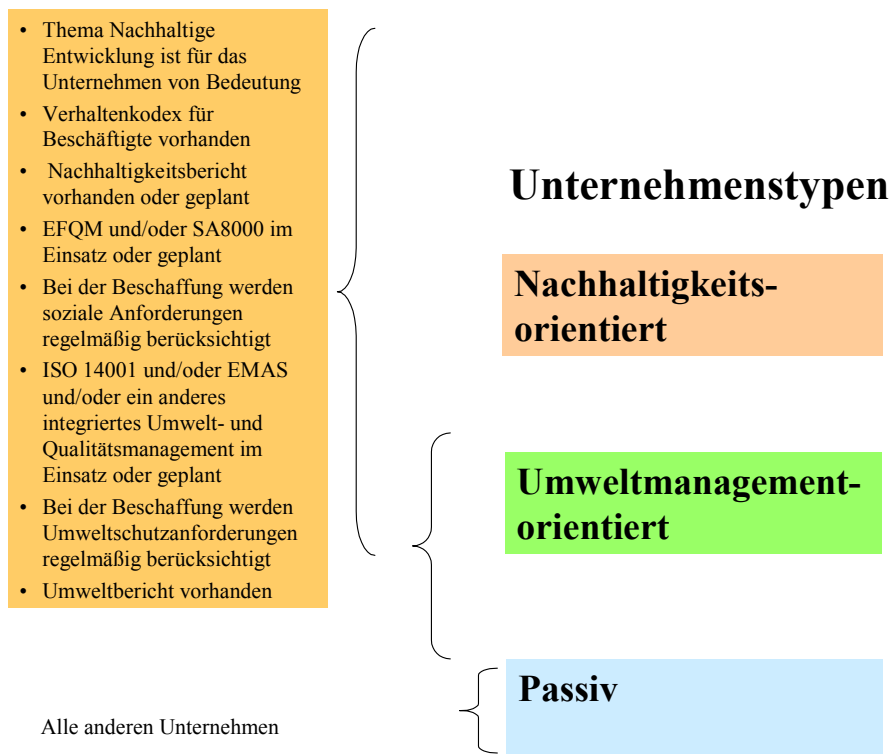 • Thema Nachhaltige
Entwicklung ist für das
Unternehmen von Bedeutung
• Verhaltenkodex für
Beschäftigte vorhanden
• Nachhaltigkeitsbericht
vorhanden oder geplant
• EFQM und/oder SA8000 im
Einsatz oder geplant
• Bei der Beschaffung werden
soziale Anforderungen
regelmäßig berücksichtigt
• ISO 14001 und/oder EMAS
und/oder ein anderes
integriertes Umwelt- und
Qualitätsmanagement im
Einsatz oder geplant
• Bei der Beschaffung werden
Umweltschutzanforderungen
regelmäßig berücksichtigt
• Umweltbericht vorhanden
Alle anderen Unternehmen
Unternehmenstypen
Nachhaltigkeits-
orientiert
Umweltmanagement-
orientiert
Passiv